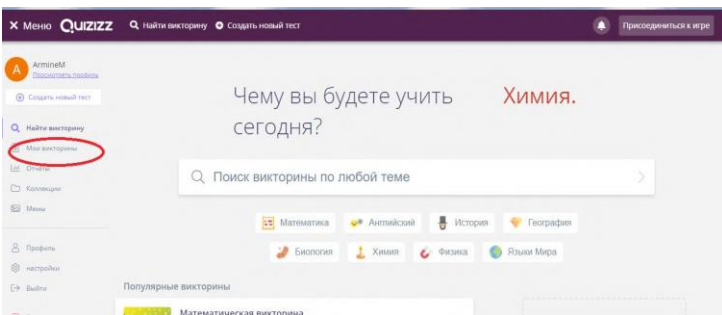 × Меню QUIZIZZ Найти викторину Создать новый тест Присоединиться к игре
A ArmineM
Просмотреть профиль
Создать новый тест
Найти викторину
Мои викторины
Отчеты
Коллекции
Мемы
Профиль
настройки
Выйти
Чему вы будете учить Химия.
сегодня?
Поиск викторины по любой теме
Математика Английский История География
Биология Химия Физика Языки Мира
Популярные викторины
Математическая викторина